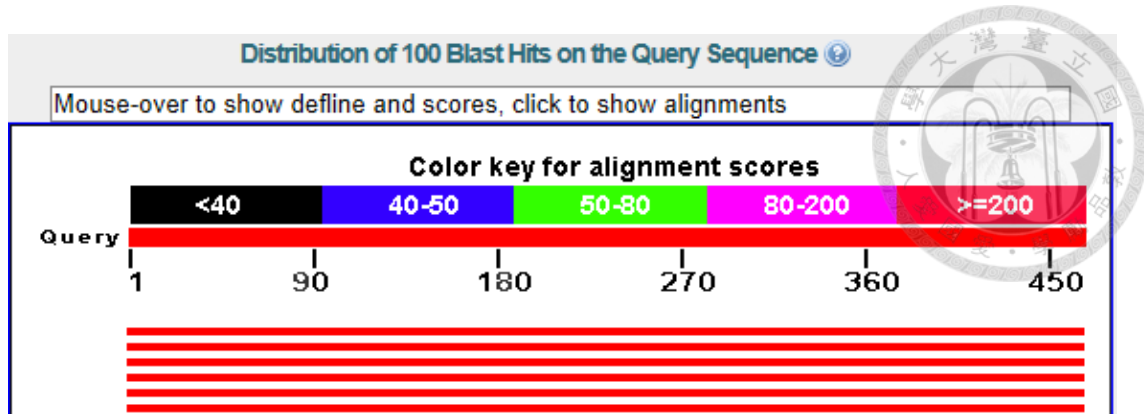 Distribution of 100 Blast Hits on the Query Sequence
Mouse-over to show defline and scores, click to show alignments
Color key for alignment scores
<40 40-50 50-80 80-200 >=200
Query
1 90 180 270 360 450